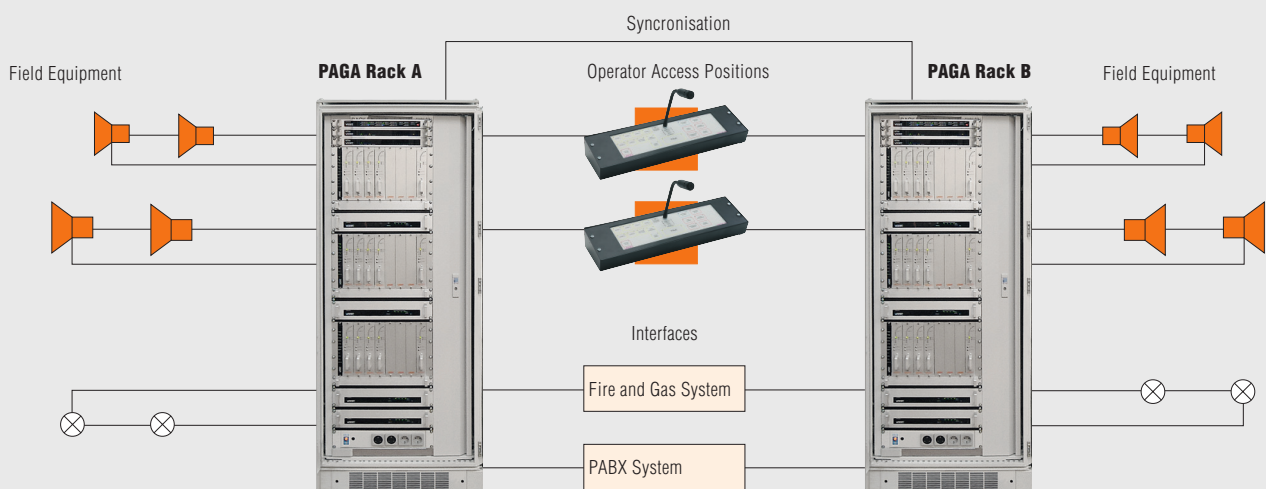 Syncronisation
Field Equipment
PAGA Rack A
Operator Access Positions
PAGA Rack B
Field Equipment
Interfaces
Fire and Gas System
PABX System